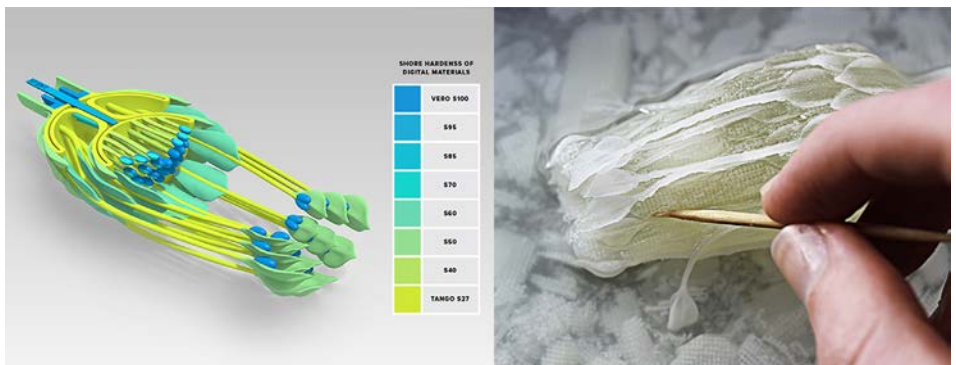 SHORE HARDENSS OF
DIGITAL MATERIALS
VERO S100
S95
S85
S70
S60
S50
S40
TANGO S27